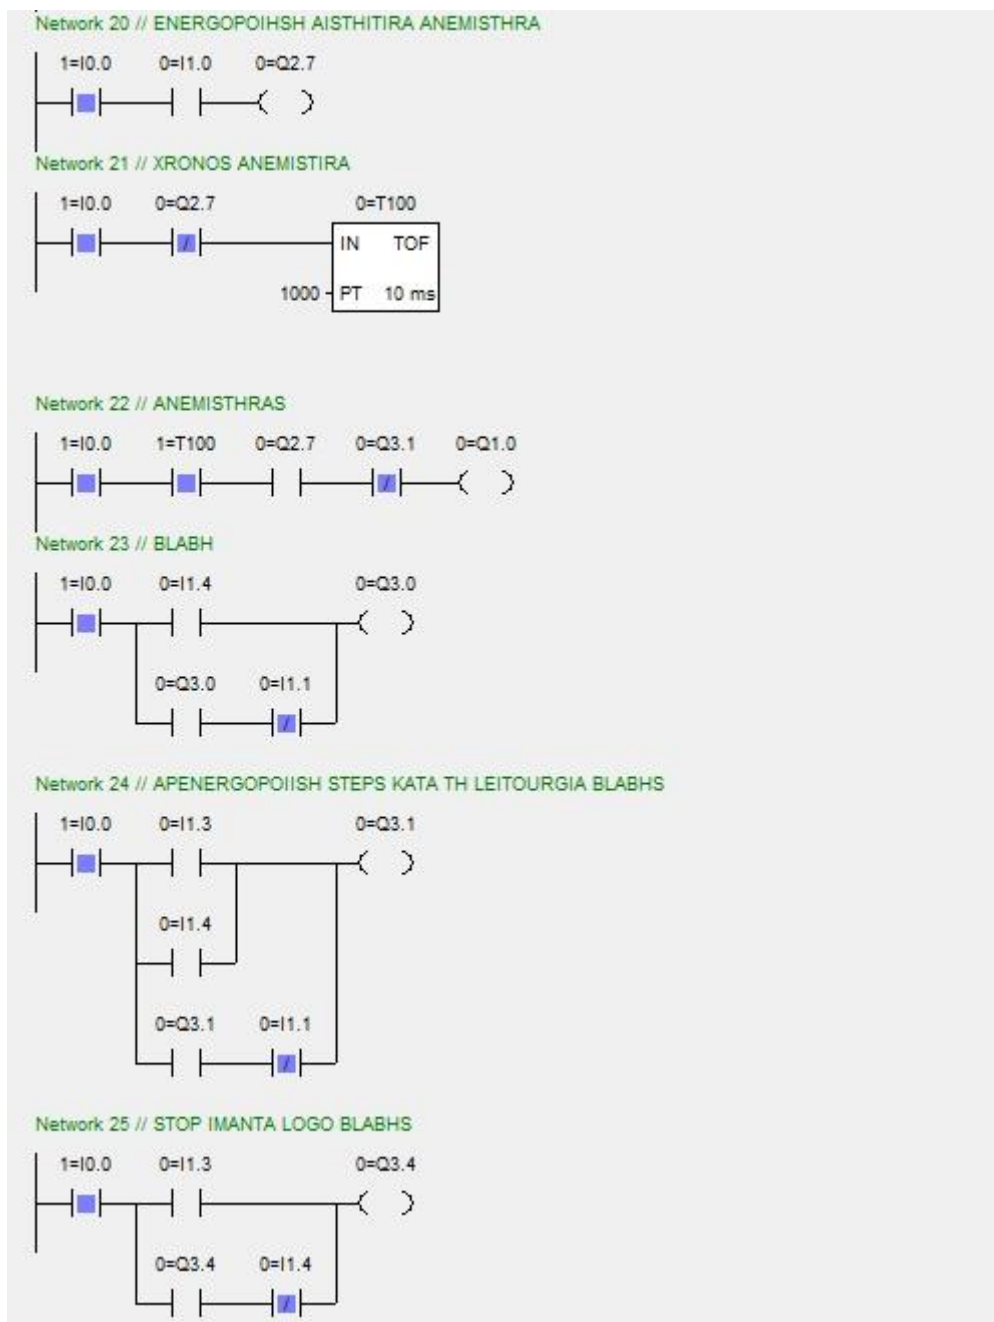 Network 20 // ENERGOPOIHSH AISTHITIRA ANEMISTHRA
1=I0.0 0=I1.0 0=Q2.7
Network 21 // XRONOS ANEMISTIRA
1=I0.0 0=Q2.7 0=T100
IN TOF
1000 PT 10 ms
Network 22 // ANEMISTHRAS
1=I0.0 1=T100 0=Q2.7 0=Q3.1 0=Q1.0
Network 23 // BLABH
1=I0.0 0=I1.4 0=Q3.0
0=Q3.0 0=I1.1
Network 24 // APENERGOPOIISH STEPS KATA TH LEITOURGIA BLABHS
1=I0.0 0=I1.3 0=Q3.1
0=I1.4
0=Q3.1 0=I1.1
Network 25 // STOP IMANTA LOGO BLABHS
1=I0.0 0=I1.3 0=Q3.4
0=Q3.4 0=I1.4